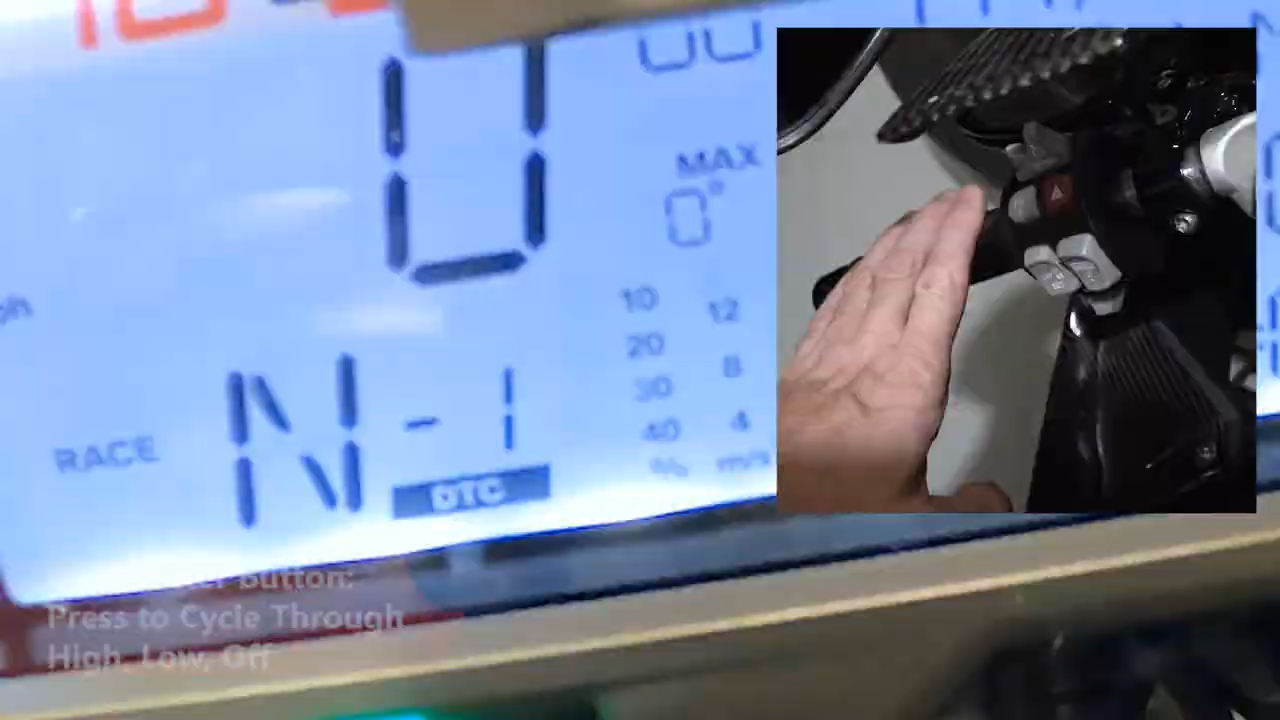 0
MAX
0°
10 12
20 8
30
40 4
% m/s
RACE N-1
DTC
button:
Press to Cycle Through
High, Low, Off